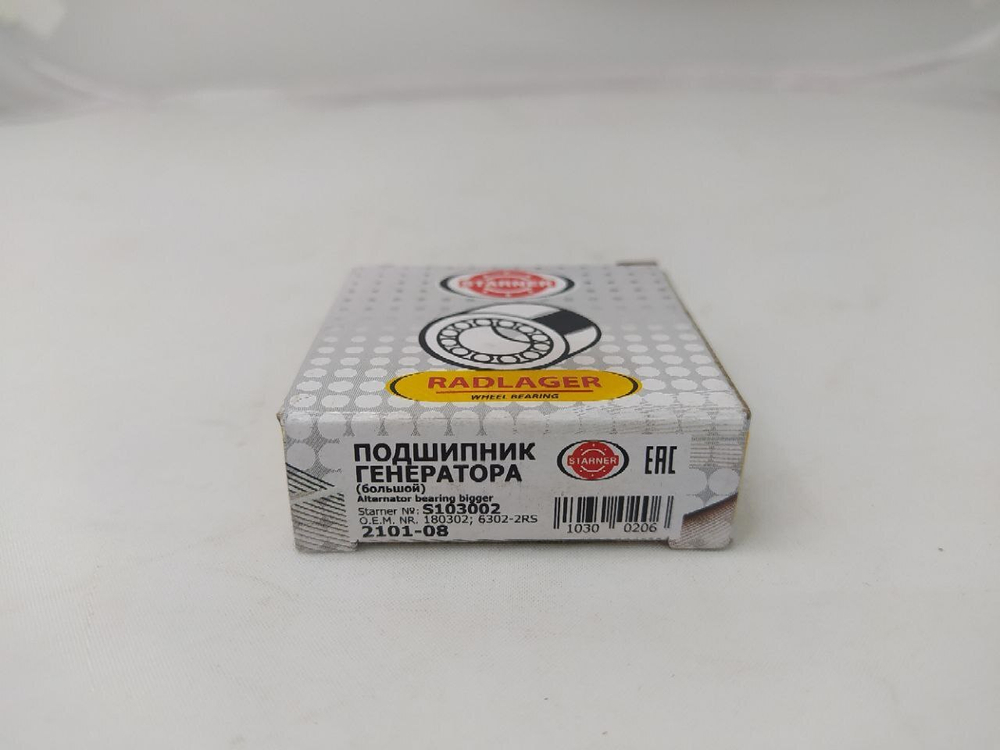 STARNER
RADLAGER
WHEEL BEARING
ПОДШИПНИК
ГЕНЕРАТОРА
(большой)
Alternator bearing bigger
Starner №: S103002
O.E.M. NR. 180302; 6302-2RS
2101-08
STARNER
EAC
1030 0206